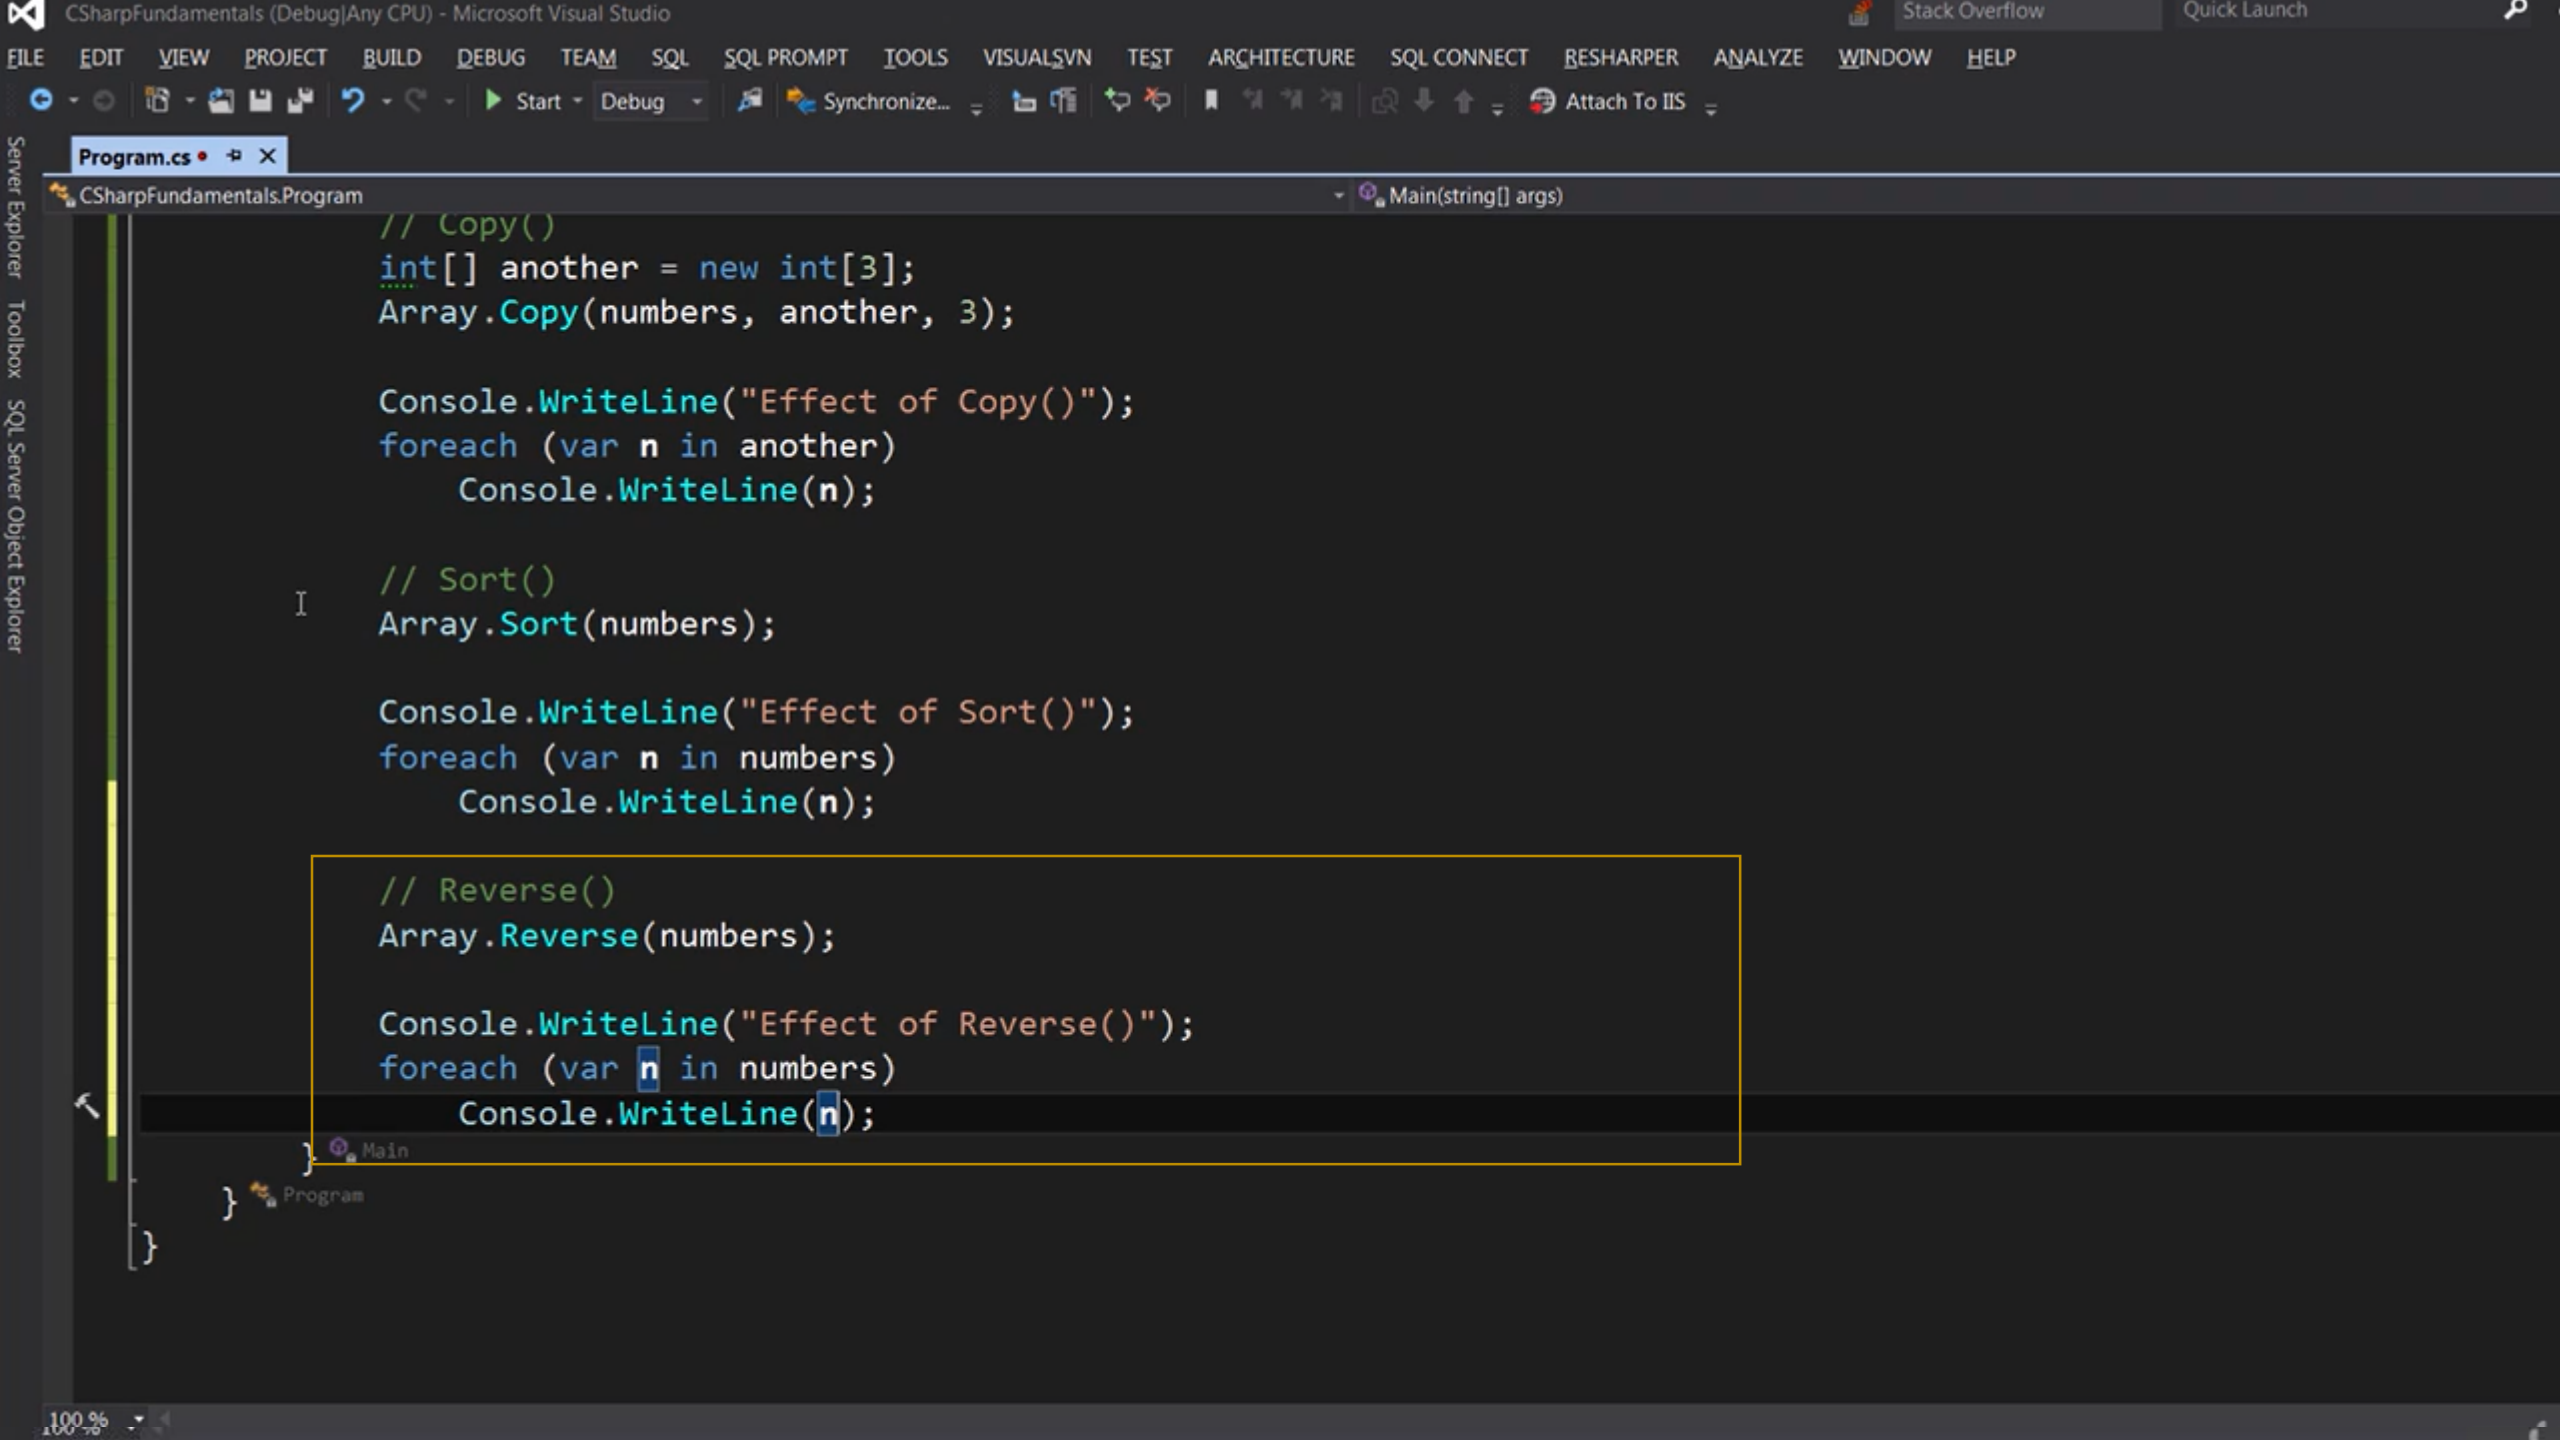 CSharpFundamentals (Debug|Any CPU) - Microsoft Visual Studio
Stack Overflow
Quick Launch
FILE EDIT VIEW PROJECT BUILD DEBUG TEAM SQL SQL PROMPT TOOLS VISUALSVN TEST ARCHITECTURE SQL CONNECT RESHARPER ANALYZE WINDOW HELP
Start Debug Synchronize... Attach To IIS
Server Explorer
Toolbox
SQL Server Object Explorer
Program.cs
CSharpFundamentals.Program
Main(string[] args)
// Copy()
int[] another = new int[3];
Array.Copy(numbers, another, 3);
Console.WriteLine("Effect of Copy()");
foreach (var n in another)
Console.WriteLine(n);
// Sort()
Array.Sort(numbers);
Console.WriteLine("Effect of Sort()");
foreach (var n in numbers)
Console.WriteLine(n);
// Reverse()
Array.Reverse(numbers);
Console.WriteLine("Effect of Reverse()");
foreach (var n in numbers)
Console.WriteLine(n);
} Main
} Program
}
100 %